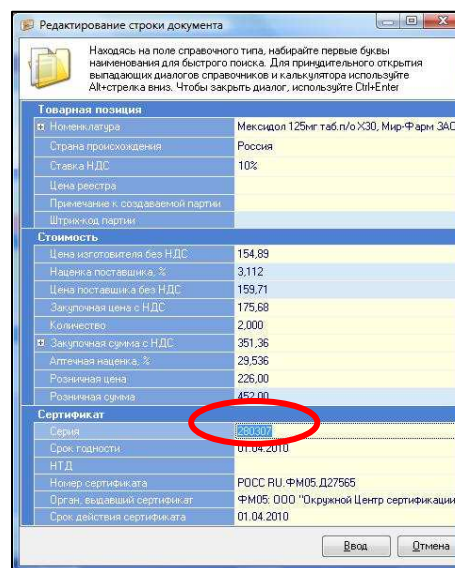 Редактирование строки документа
Находясь на поле справочного типа, набирайте первые буквы
наименования для быстрого поиска. Для принудительного открытия
выпадающих диалогов справочников и калькулятора используйте
Alt+стрелка вниз. Чтобы закрыть диалог, используйте Ctrl+Enter
Товарная позиция
Номенклатура Мексидол 125мг таб.п/о X30, Мир-Фарм ЗАО
Страна происхождения Россия
Ставка НДС 10%
Цена реестра
Примечание к создаваемой партии
Штрих-код партии
Стоимость
Цена изготовителя без НДС 154,89
Наценка поставщика, % 3,112
Цена поставщика без НДС 159,71
Закупочная цена с НДС 175,68
Количество 2,000
Закупочная сумма с НДС 351,36
Аптечная наценка, % 29,536
Розничная цена 226,00
Розничная сумма 452,00
Сертификат
Серия 280307
Срок годности 01.04.2010
НТД
Номер сертификата РОСС RU.ФМ05.Д27565
Орган, выдавший сертификат ФМ05: ООО "Окружной Центр сертификации
Срок действия сертификата 01.04.2010
Ввод Отмена